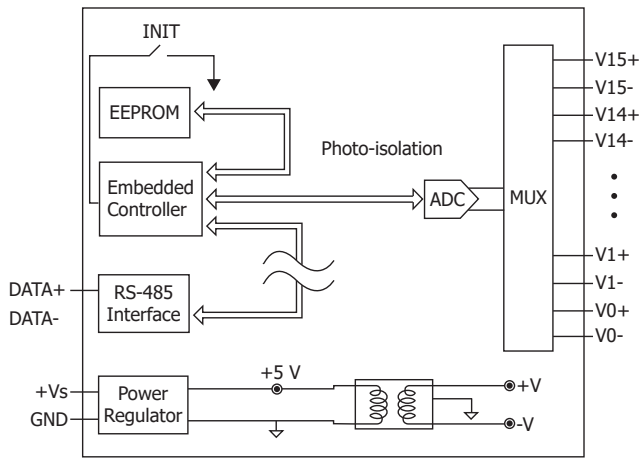 INIT
V15+
V15-
EEPROM
V14+
V14-
Photo-isolation
Embedded
Controller
ADC
MUX
V1+
V1-
DATA+
RS-485
Interface
V0+
DATA-
V0-
+5 V
+Vs
Power
Regulator
+V
GND
-V